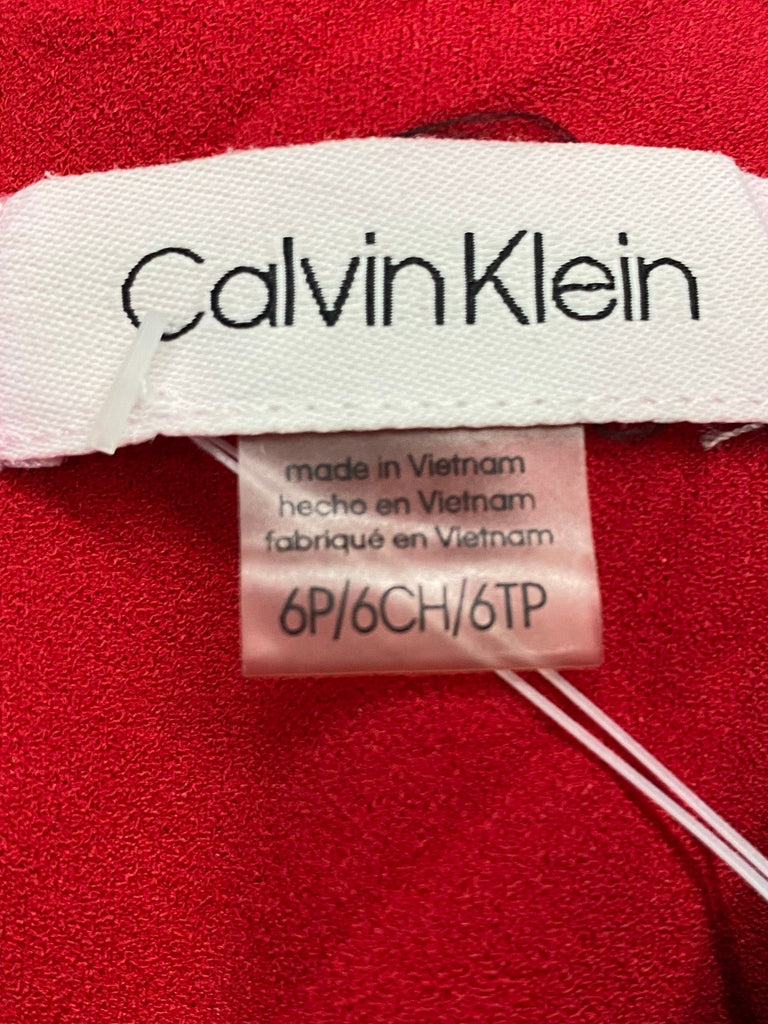 Calvin Klein
made in Vietnam
hecho en Vietnam
fabriqué en Vietnam
6P/6CH/6TP